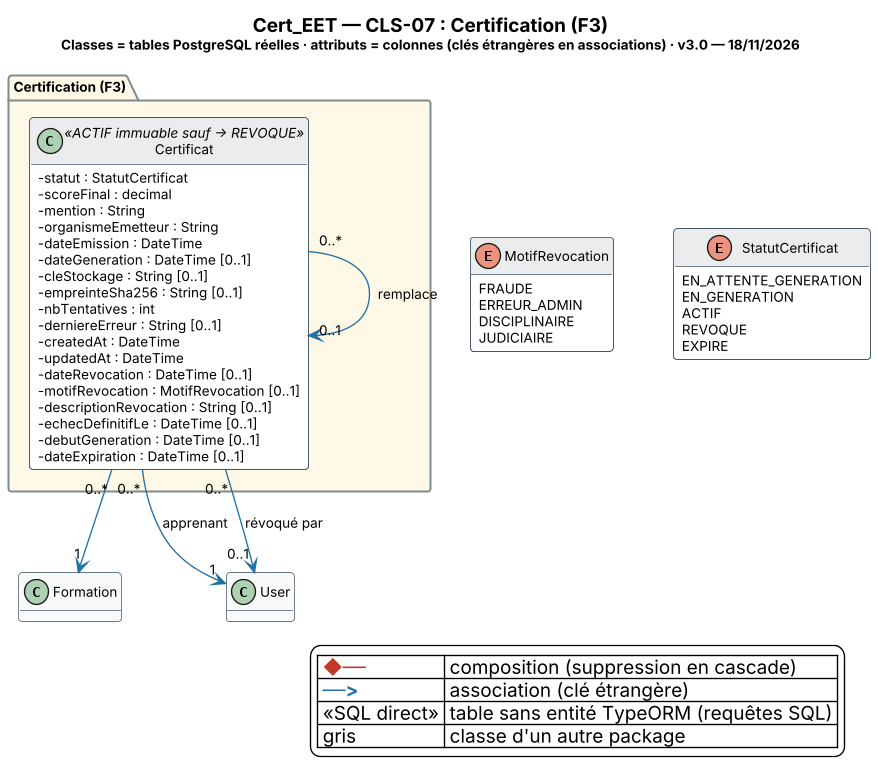 Cert_EET — CLS-07 : Certification (F3)
Classes = tables PostgreSQL réelles · attributs = colonnes (clés étrangères en associations) · v3.0 — 18/11/2026
Certification (F3)
C
«ACTIF immuable sauf → REVOQUE»
Certificat
-statut : StatutCertificat
-scoreFinal : decimal
-mention : String
-organismeEmetteur : String
-dateEmission : DateTime
-dateGeneration : DateTime [0..1]
-cleStockage : String [0..1]
-empreinteSha256 : String [0..1]
-nbTentatives : int
-derniereErreur : String [0..1]
-createdAt : DateTime
-updatedAt : DateTime
-dateRevocation : DateTime [0..1]
-motifRevocation : MotifRevocation [0..1]
-descriptionRevocation : String [0..1]
-echecDefinitifLe : DateTime [0..1]
-debutGeneration : DateTime [0..1]
-dateExpiration : DateTime [0..1]
0..*
remplace
0..1
E MotifRevocation
FRAUDE
ERREUR_ADMIN
DISCIPLINAIRE
JUDICIAIRE
E StatutCertificat
EN_ATTENTE_GENERATION
EN_GENERATION
ACTIF
REVOQUE
EXPIRE
0..* 0..* 0..*
apprenant révoqué par
1 1 0..1
C Formation
C User
composition (suppression en cascade)
association (clé étrangère)
«SQL direct» table sans entité TypeORM (requêtes SQL)
gris classe d'un autre package